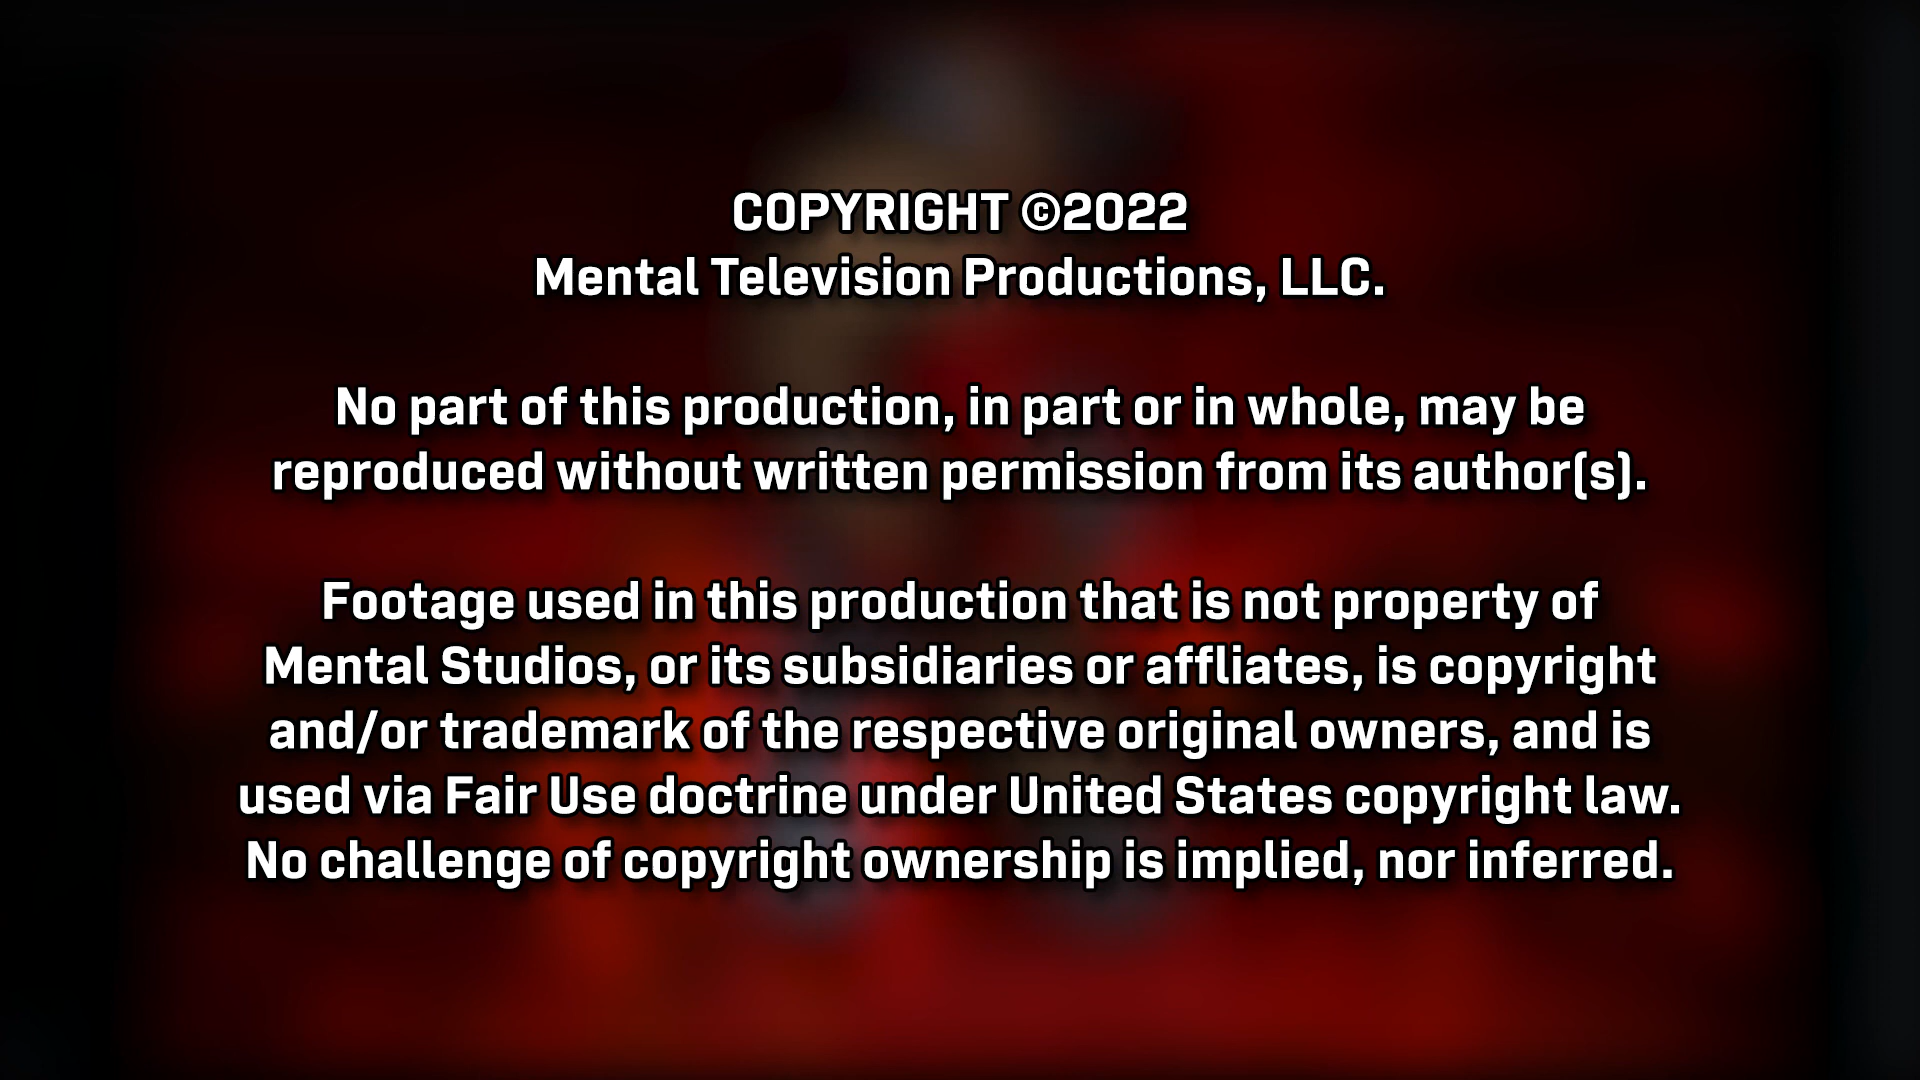 COPYRIGHT ©2022
Mental Television Productions, LLC.
No part of this production, in part or in whole, may be
reproduced without written permission from its author(s).
Footage used in this production that is not property of
Mental Studios, or its subsidiaries or affliates, is copyright
and/or trademark of the respective original owners, and is
used via Fair Use doctrine under United States copyright law.
No challenge of copyright ownership is implied, nor inferred.